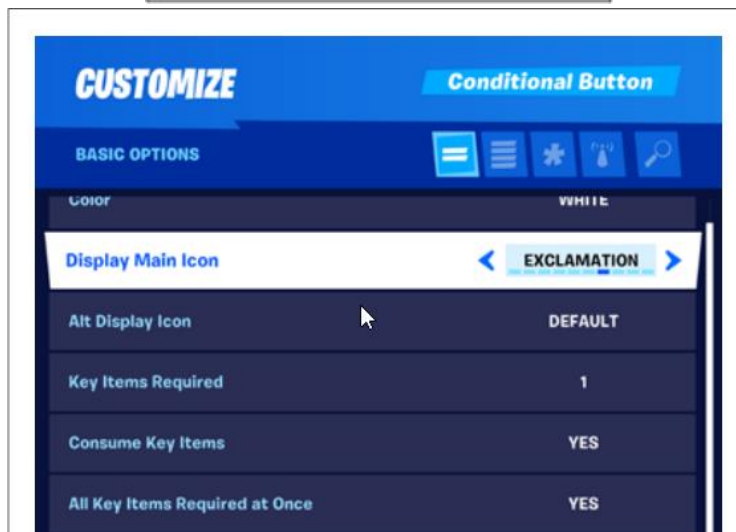 CUSTOMIZE
Conditional Button
BASIC OPTIONS
Color WHITE
Display Main Icon EXCLAMATION
Alt Display Icon DEFAULT
Key Items Required 1
Consume Key Items YES
All Key Items Required at Once YES